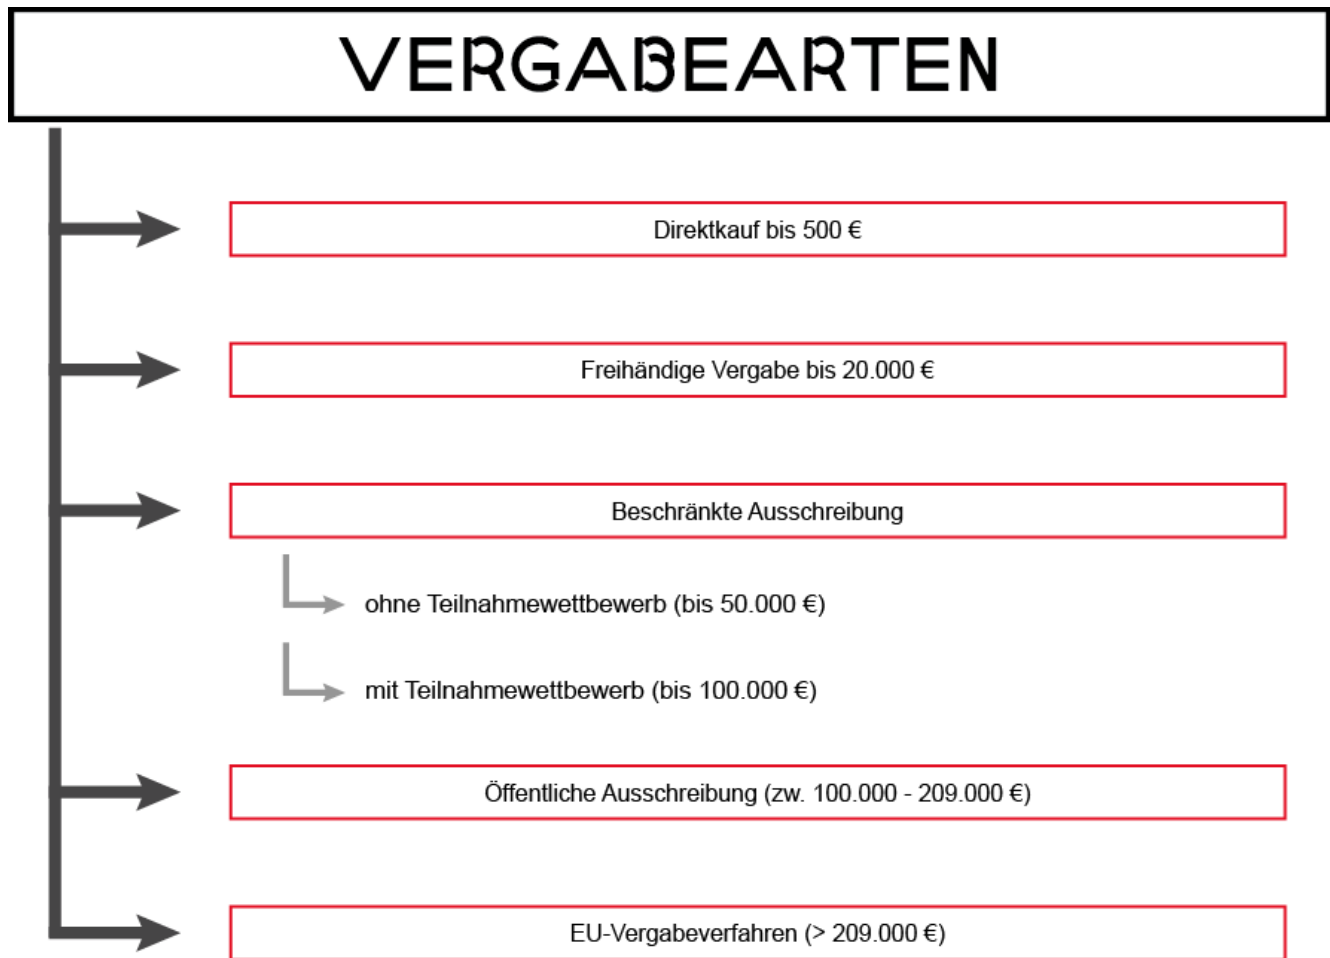 VERGABEARTEN
Direktkauf bis 500 €
Freihändige Vergabe bis 20.000 €
Beschränkte Ausschreibung
ohne Teilnahmewettbewerb (bis 50.000 €)
mit Teilnahmewettbewerb (bis 100.000 €)
Öffentliche Ausschreibung (zw. 100.000 - 209.000 €)
EU-Vergabeverfahren (> 209.000 €)